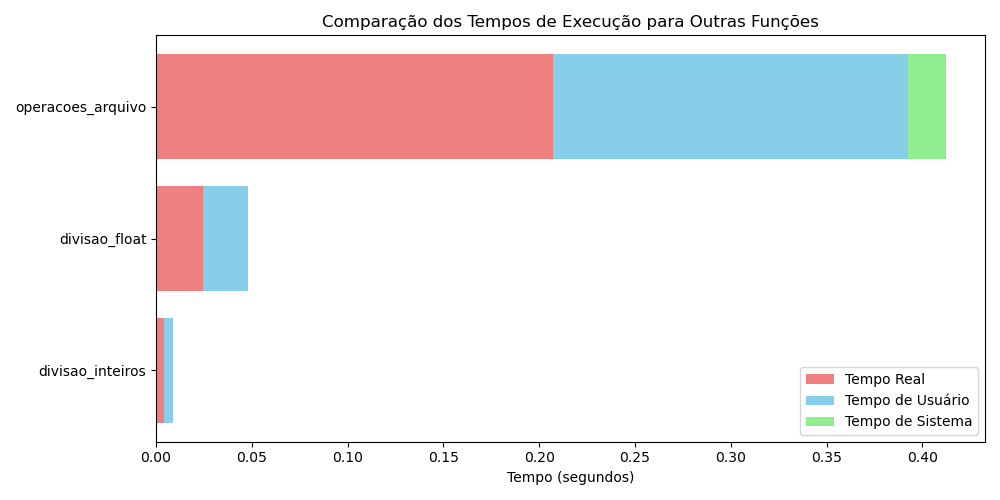 Comparação dos Tempos de Execução para Outras Funções
operacoes_arquivo
divisao_float
divisao_inteiros
Tempo Real
Tempo de Usuário
Tempo de Sistema
0.00 0.05 0.10 0.15 0.20 0.25 0.30 0.35 0.40
Tempo (segundos)